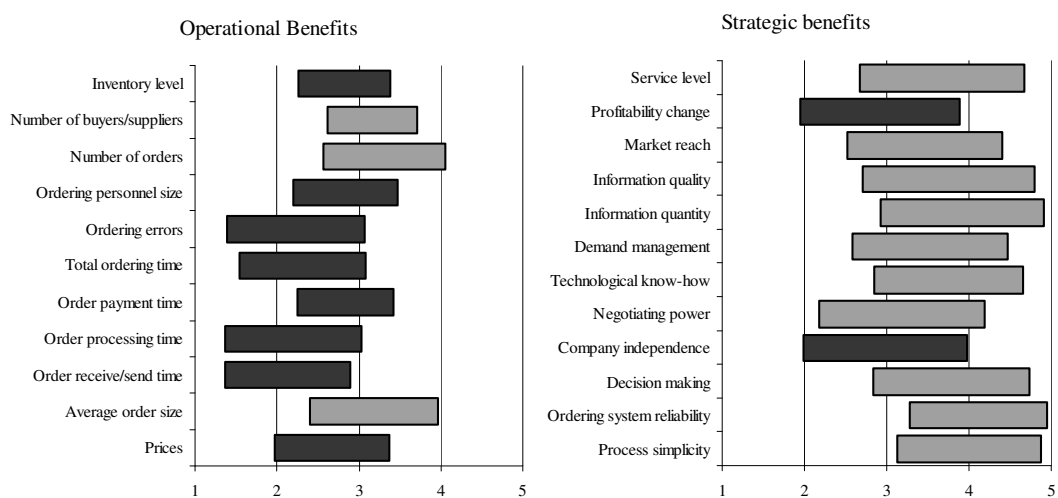 Operational Benefits
Inventory level
Number of buyers/suppliers
Number of orders
Ordering personnel size
Ordering errors
Total ordering time
Order payment time
Order processing time
Order receive/send time
Average order size
Prices
1 2 3 4 5
Strategic benefits
Service level
Profitability change
Market reach
Information quality
Information quantity
Demand management
Technological know-how
Negotiating power
Company independence
Decision making
Ordering system reliability
Process simplicity
1 2 3 4 5